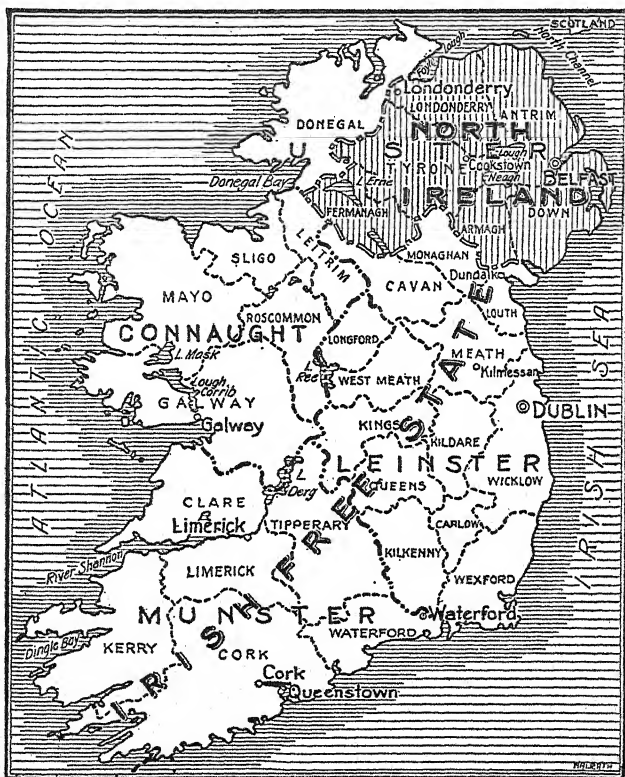 SCOTLAND
North Channel
Lough
Foyle
Londonderry
LONDONDERRY
ANTRIM
DONEGAL
NORTH
ULSTER
TYRONE
Cookstown
Lough
Neagh
BELFAST
Donegal Bay
L. Erne
IRELAND
FERMANAGH
DOWN
ARMAGH
MONAGHAN
SLIGO
LEITRIM
CAVAN
Dundalk
LOUTH
MAYO
ROSCOMMON
CONNAUGHT
LONGFORD
MEATH
Kilmessan
L. Mask
L.
Ree
WEST MEATH
Lough
Corrib
GALWAY
Galway
DUBLIN
KINGS
KILDARE
LEINSTER
QUEENS
WICKLOW
L
Derg
CLARE
Limerick
TIPPERARY
CARLOW
KILKENNY
River Shannon
LIMERICK
WEXFORD
MUNSTER
Waterford
WATERFORD
Dingle Bay
KERRY
CORK
Cork
Queenstown
IRISH FREE STATE
ATLANTIC OCEAN
IRISH SEA